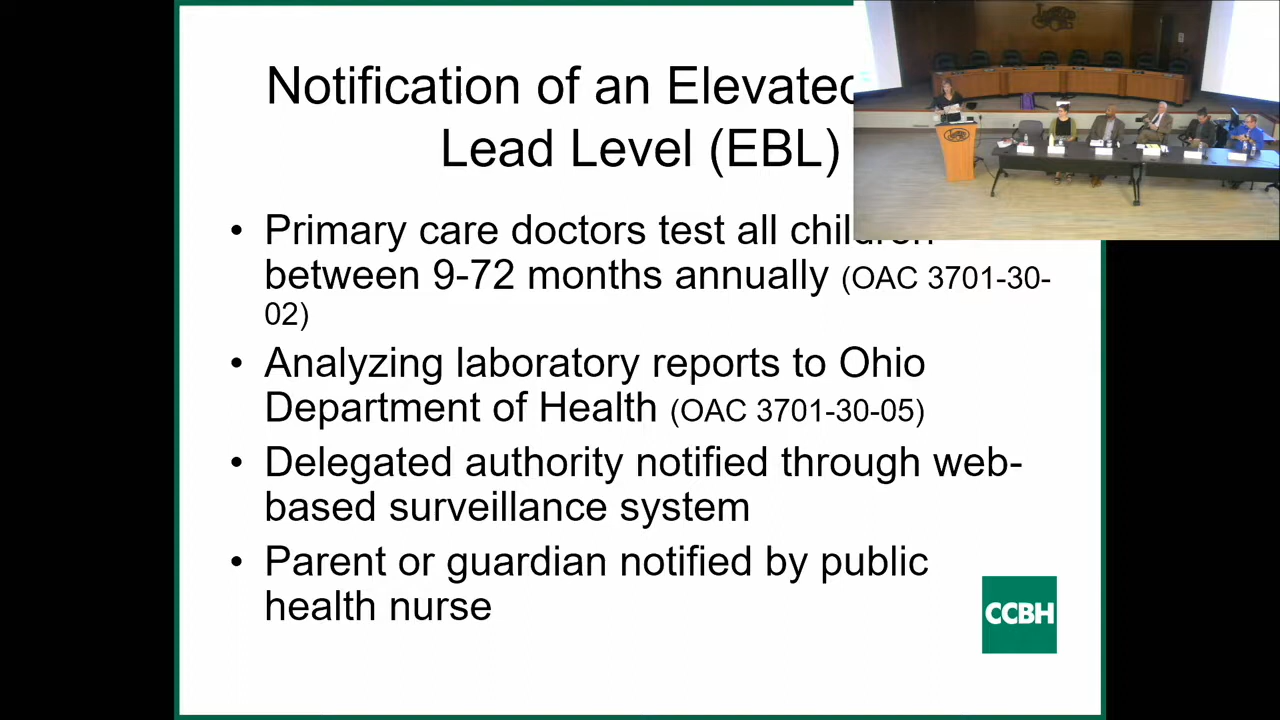 Notification of an Elevated
Lead Level (EBL)
• Primary care doctors test all children
between 9-72 months annually (OAC 3701-30-
02)
• Analyzing laboratory reports to Ohio
Department of Health (OAC 3701-30-05)
• Delegated authority notified through web-
based surveillance system
• Parent or guardian notified by public
health nurse
CCBH